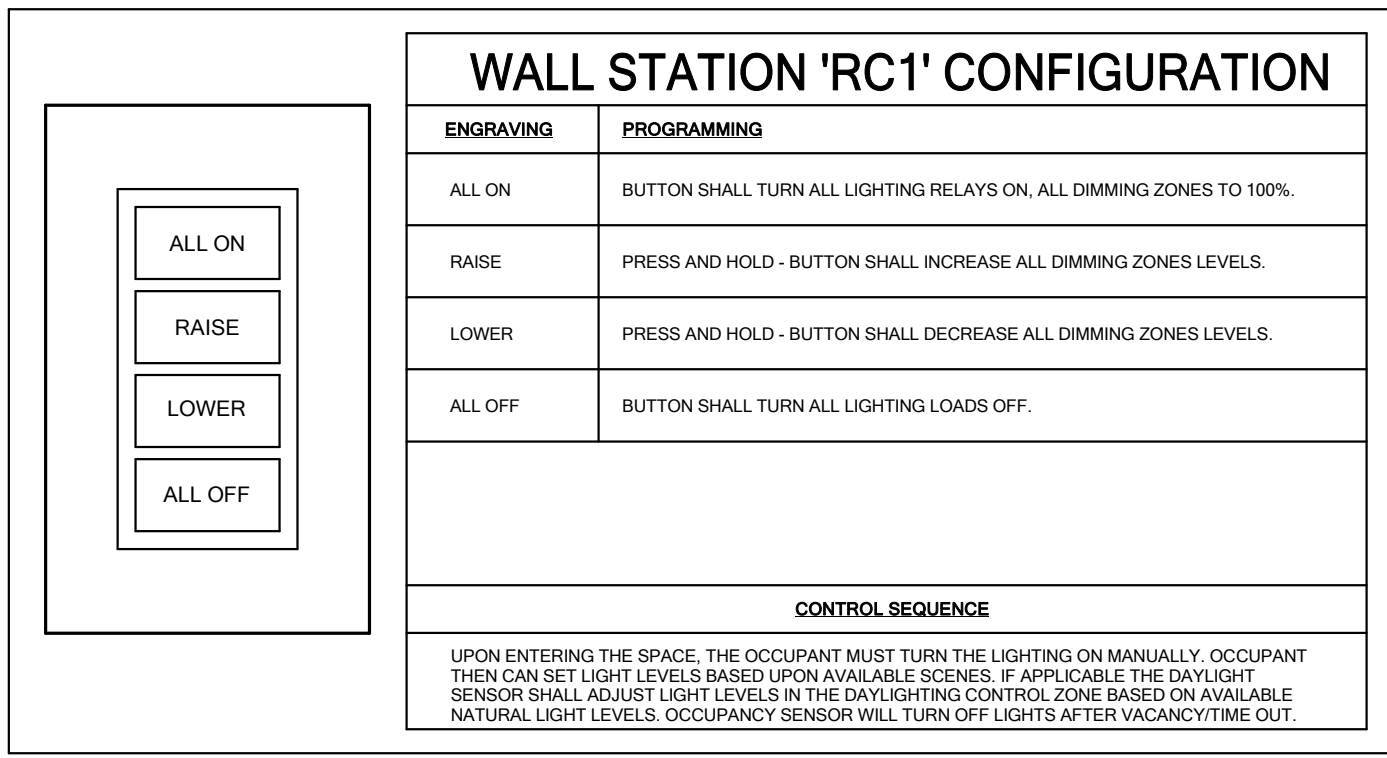 WALL STATION 'RC1' CONFIGURATION
ENGRAVING PROGRAMMING
ALL ON BUTTON SHALL TURN ALL LIGHTING RELAYS ON, ALL DIMMING ZONES TO 100%.
RAISE PRESS AND HOLD - BUTTON SHALL INCREASE ALL DIMMING ZONES LEVELS.
LOWER PRESS AND HOLD - BUTTON SHALL DECREASE ALL DIMMING ZONES LEVELS.
ALL OFF BUTTON SHALL TURN ALL LIGHTING LOADS OFF.
CONTROL SEQUENCE
UPON ENTERING THE SPACE, THE OCCUPANT MUST TURN THE LIGHTING ON MANUALLY. OCCUPANT
THEN CAN SET LIGHT LEVELS BASED UPON AVAILABLE SCENES. IF APPLICABLE THE DAYLIGHT
SENSOR SHALL ADJUST LIGHT LEVELS IN THE DAYLIGHTING CONTROL ZONE BASED ON AVAILABLE
NATURAL LIGHT LEVELS. OCCUPANCY SENSOR WILL TURN OFF LIGHTS AFTER VACANCY/TIME OUT.
ALL ON
RAISE
LOWER
ALL OFF